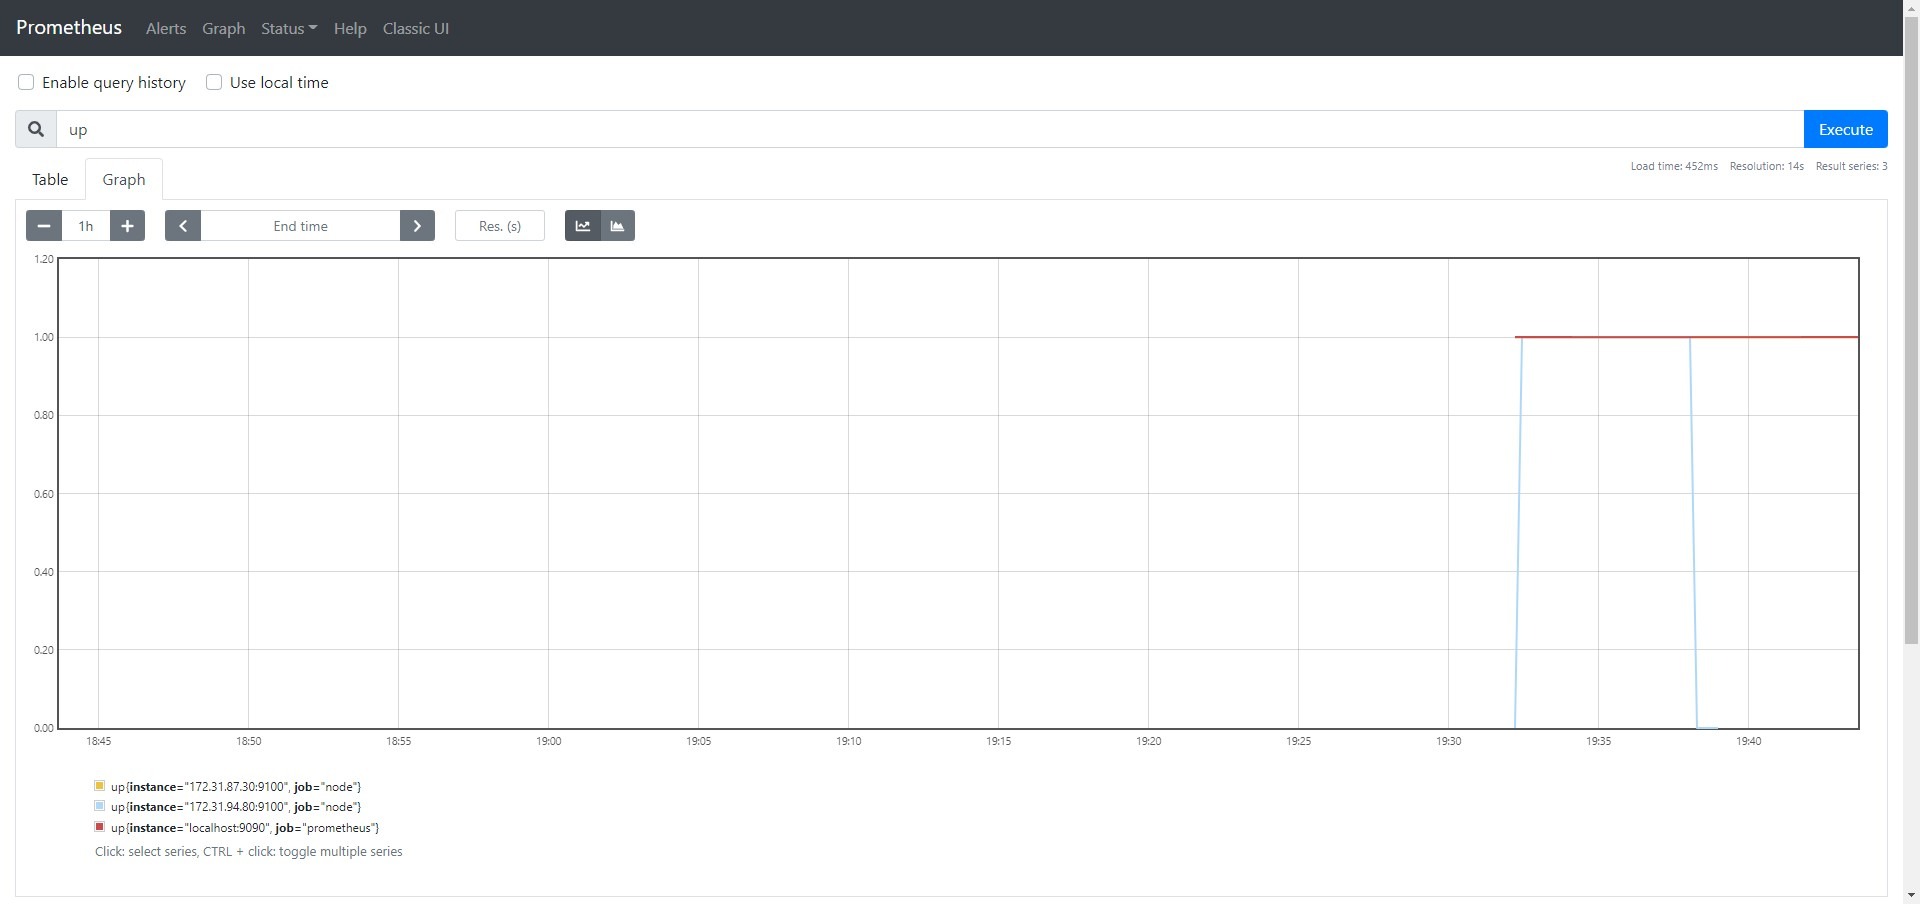 Prometheus Alerts Graph Status Help Classic UI
Enable query history Use local time
up Execute
Table Graph Load time: 452ms Resolution: 14s Result series: 3
1h End time Res. (s)
1.20
1.00
0.80
0.60
0.40
0.20
0.00
18:45 18:50 18:55 19:00 19:05 19:10 19:15 19:20 19:25 19:30 19:35 19:40
up{instance="172.31.87.30:9100", job="node"}
up{instance="172.31.94.80:9100", job="node"}
up{instance="localhost:9090", job="prometheus"}
Click: select series, CTRL + click: toggle multiple series